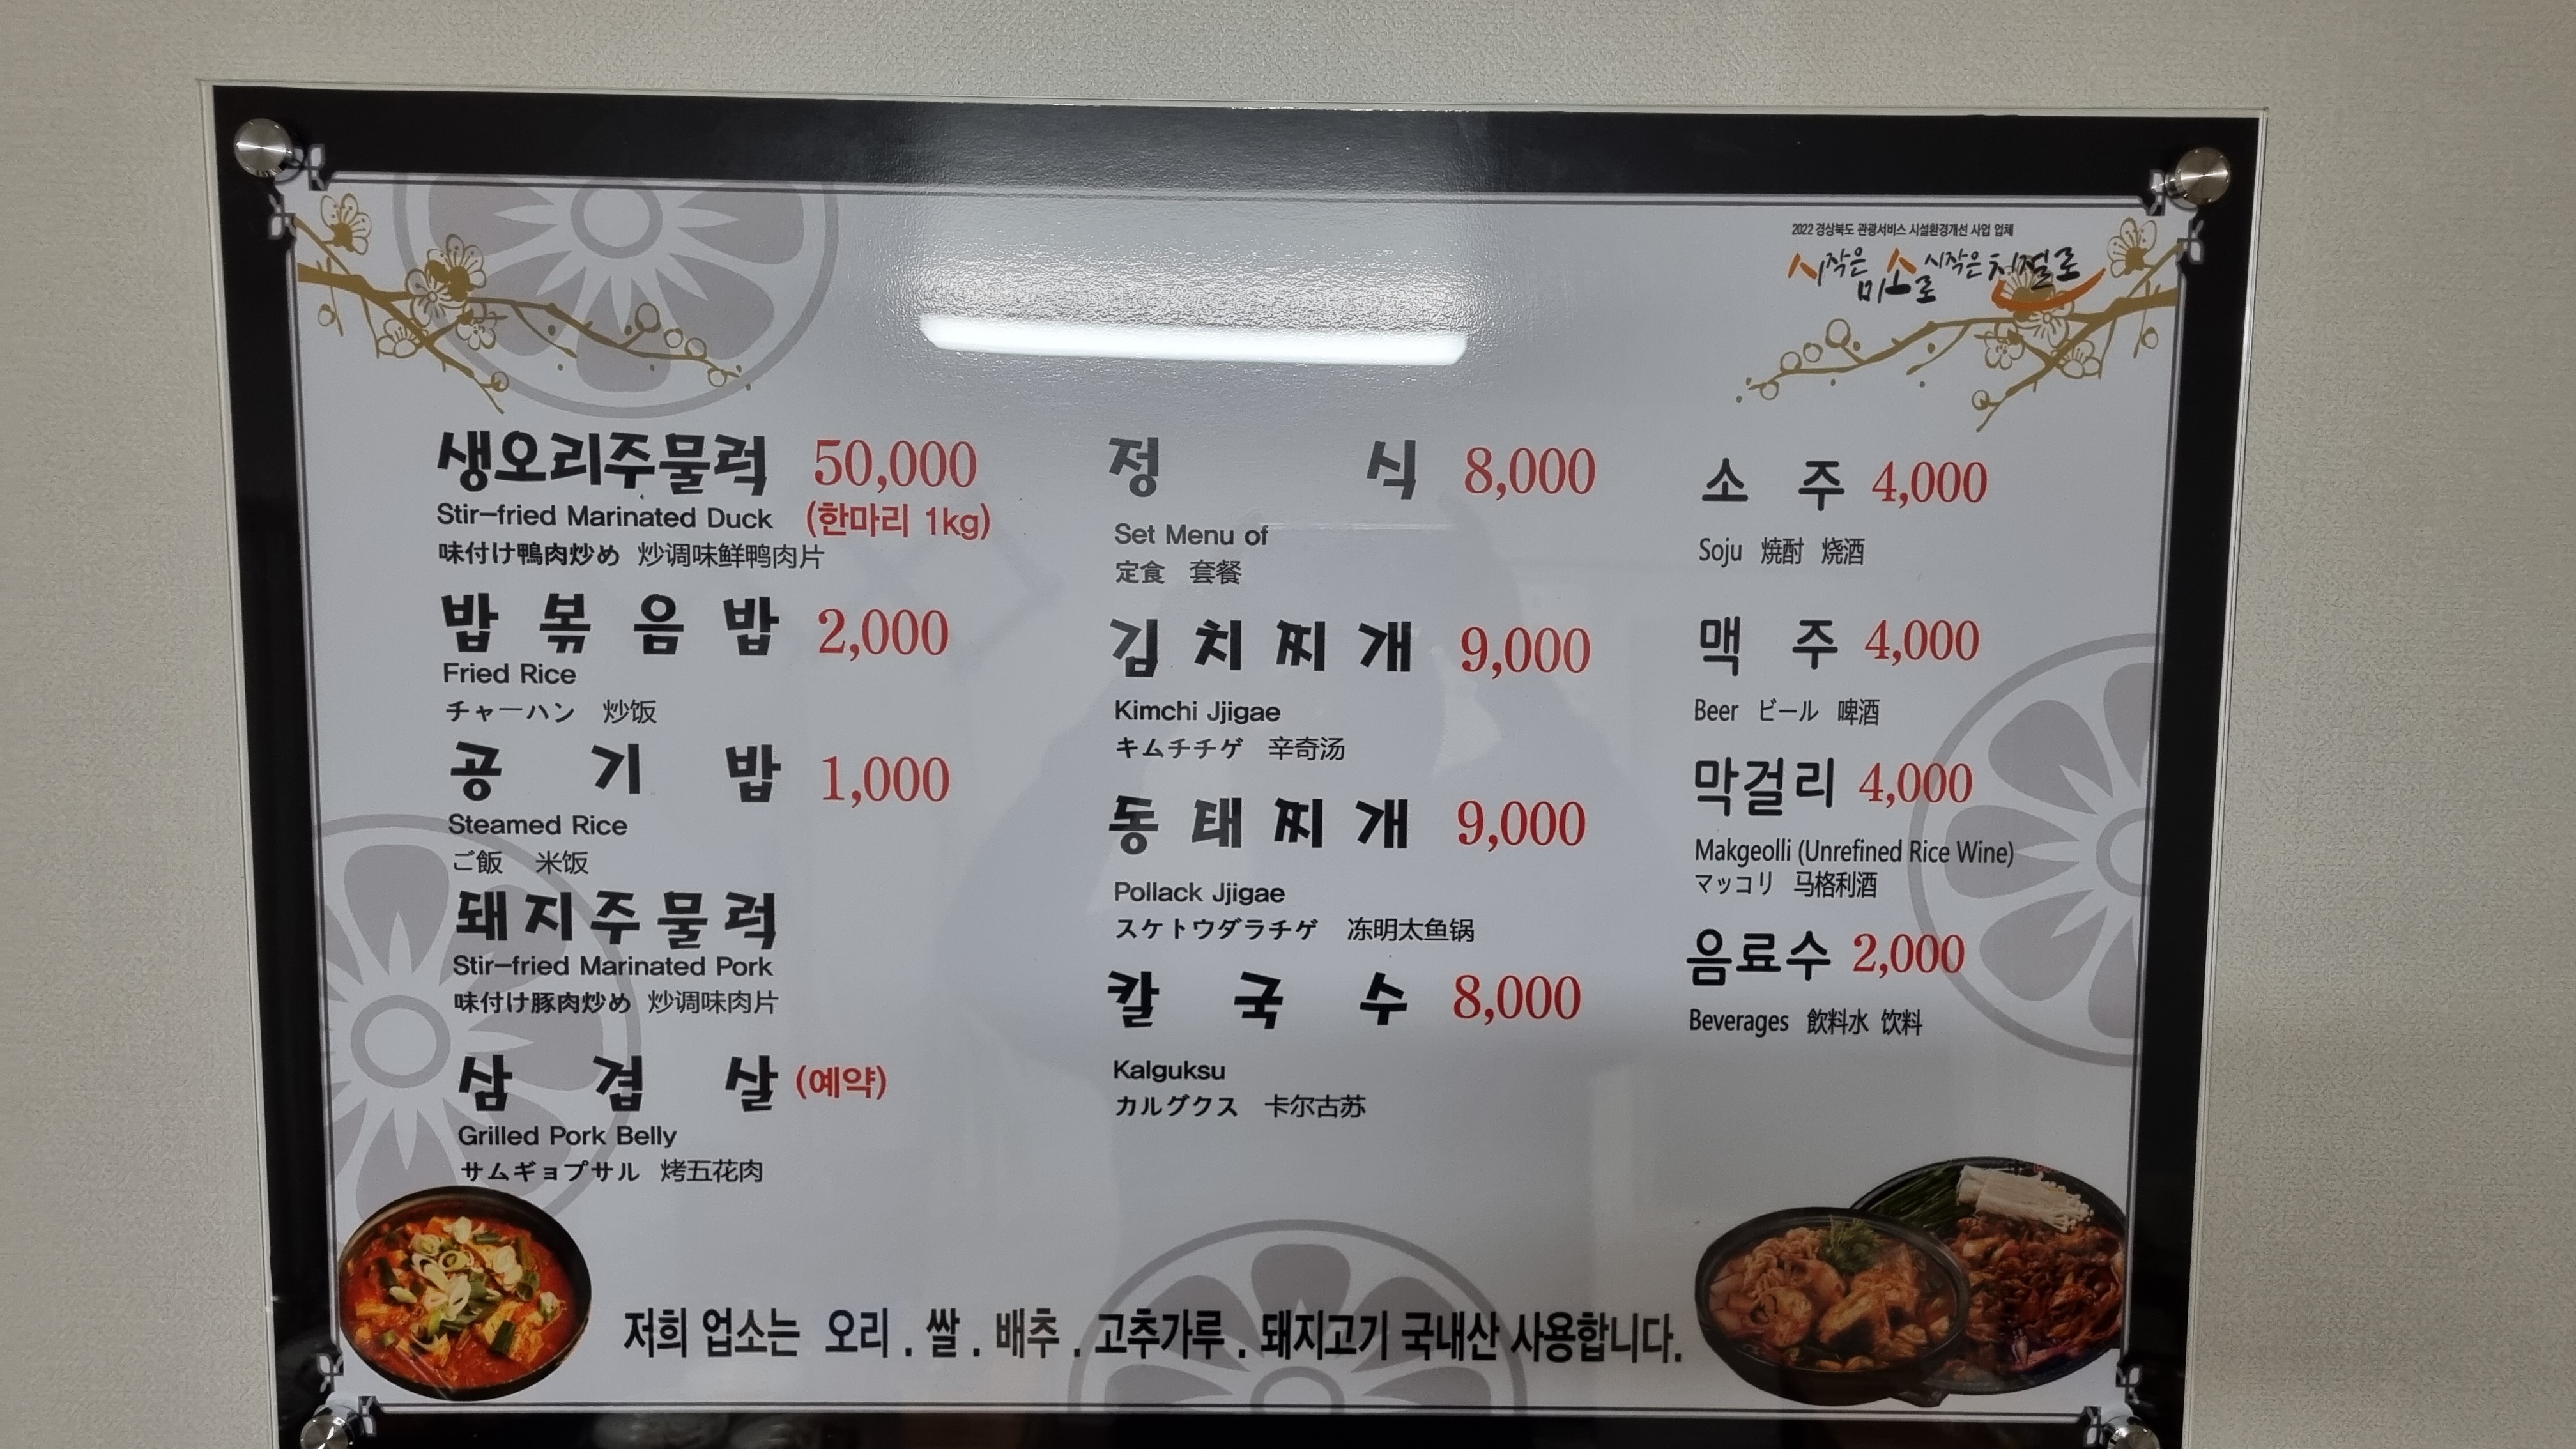 2022 경상북도 관광서비스 시설환경개선 사업 업체
시작은 미소로 시작은 친절로
생오리주물럭 50,000
Stir-fried Marinated Duck (한마리 1kg)
味付け鴨肉炒め 炒调味鲜鸭肉片
밥볶음밥 2,000
Fried Rice
チャーハン 炒饭
공기밥 1,000
Steamed Rice
ご飯 米饭
돼지주물럭
Stir-fried Marinated Pork
味付け豚肉炒め 炒调味肉片
삼겹살 (예약)
Grilled Pork Belly
サムギョプサル 烤五花肉
정식 8,000
Set Menu of
定食 套餐
김치찌개 9,000
Kimchi Jjigae
キムチチゲ 辛奇汤
동태찌개 9,000
Pollack Jjigae
スケトウダラチゲ 冻明太鱼锅
칼국수 8,000
Kalguksu
カルグクス 卡尔古苏
소주 4,000
Soju 焼酎 烧酒
맥주 4,000
Beer ビール 啤酒
막걸리 4,000
Makgeolli (Unrefined Rice Wine)
マッコリ 马格利酒
음료수 2,000
Beverages 飲料水 饮料
저희 업소는 오리 . 쌀 . 배추 . 고추가루 . 돼지고기 국내산 사용합니다.